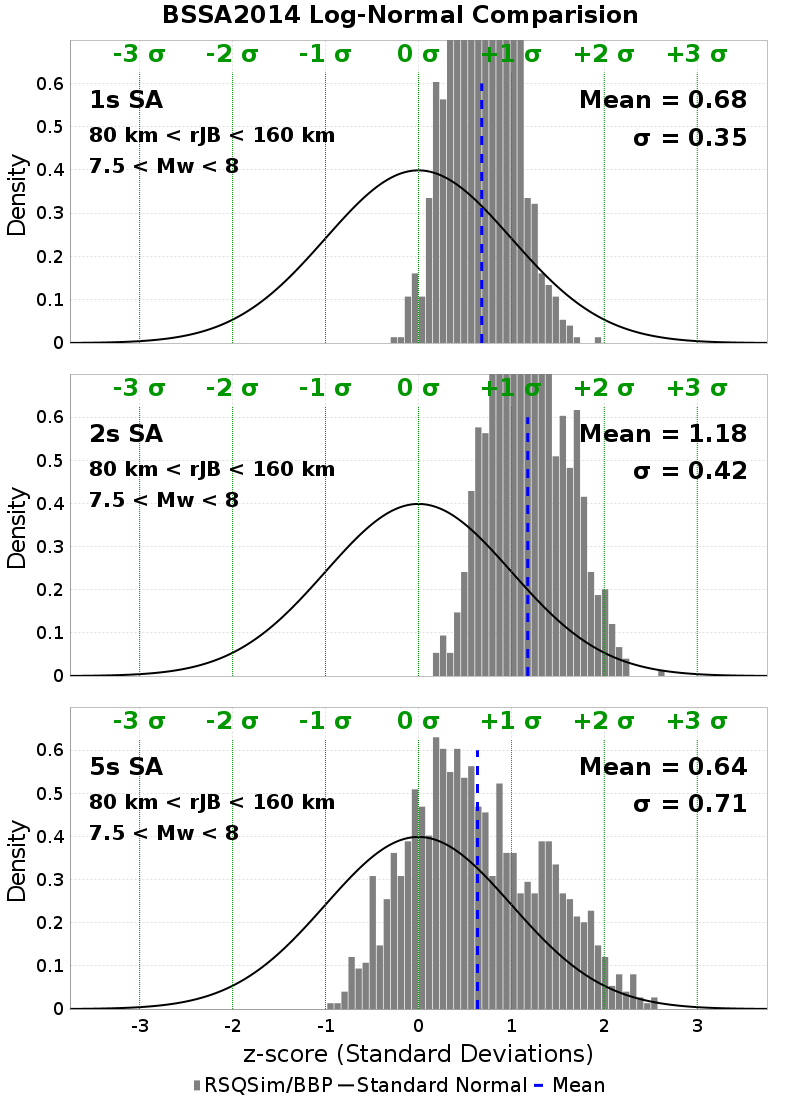 BSSA2014 Log-Normal Comparision
-3 σ -2 σ -1 σ 0 σ +1 σ +2 σ +3 σ
1s SA Mean = 0.68
80 km < rJB < 160 km σ = 0.35
7.5 < Mw < 8
0.6
0.5
0.4
0.3
0.2
0.1
0
Density
-3 σ -2 σ -1 σ 0 σ +1 σ +2 σ +3 σ
2s SA Mean = 1.18
80 km < rJB < 160 km σ = 0.42
7.5 < Mw < 8
0.6
0.5
0.4
0.3
0.2
0.1
0
Density
-3 σ -2 σ -1 σ 0 σ +1 σ +2 σ +3 σ
5s SA Mean = 0.64
80 km < rJB < 160 km σ = 0.71
7.5 < Mw < 8
0.6
0.5
0.4
0.3
0.2
0.1
0
Density
-3 -2 -1 0 1 2 3
z-score (Standard Deviations)
RSQSim/BBP Standard Normal Mean